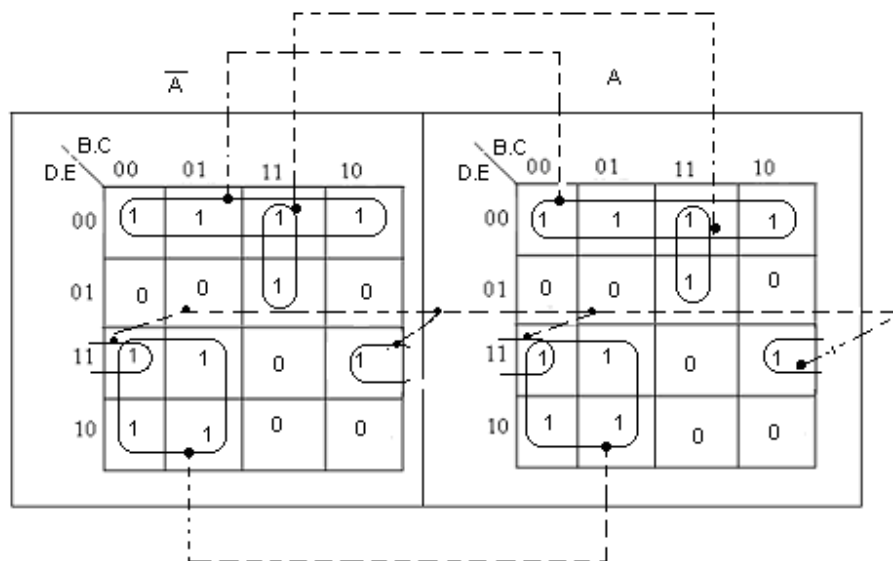 A̅ A
B.C B.C
D.E 00 01 11 10 D.E 00 01 11 10
00 1 1 1 1 00 1 1 1 1
01 0 0 1 0 01 0 0 1 0
11 1 1 0 1 11 1 1 0 1
10 1 1 0 0 10 1 1 0 0